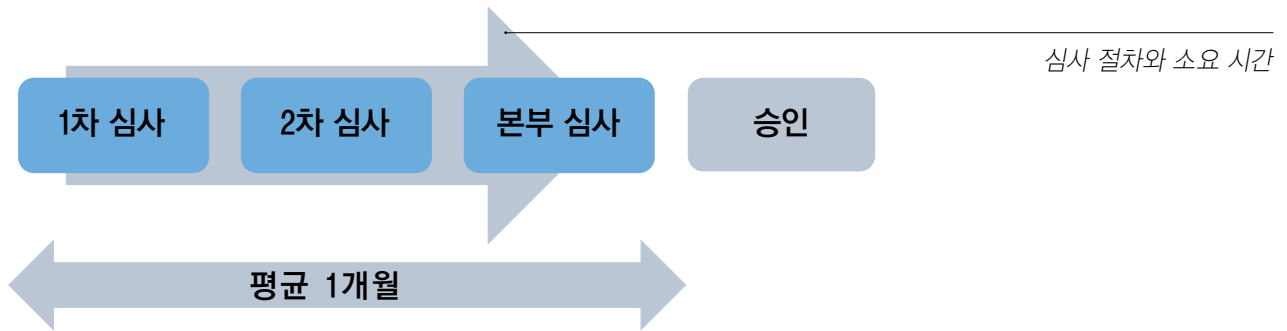 심사 절차와 소요 시간
1차 심사
2차 심사
본부 심사
승인
평균 1개월